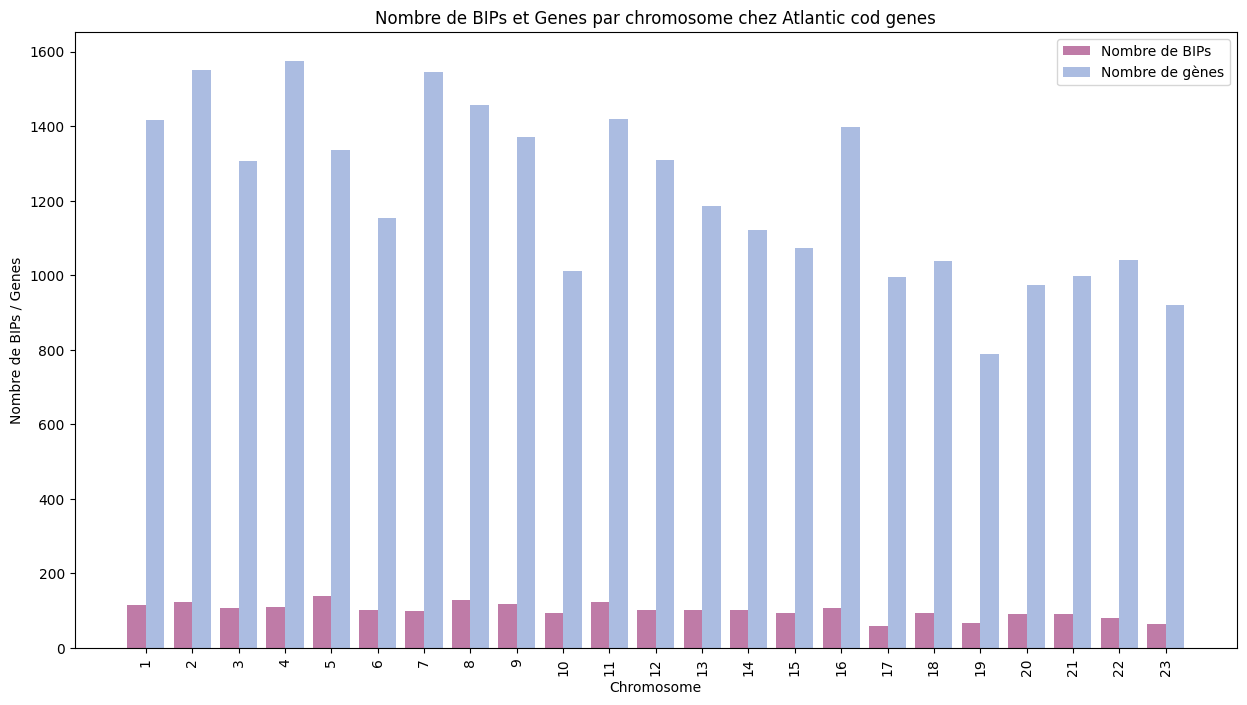 Nombre de BIPs et Genes par chromosome chez Atlantic cod genes
Nombre de BIPs
Nombre de gènes
Nombre de BIPs / Genes
1600
1400
1200
1000
800
600
400
200
0
1 2 3 4 5 6 7 8 9 10 11 12 13 14 15 16 17 18 19 20 21 22 23
Chromosome